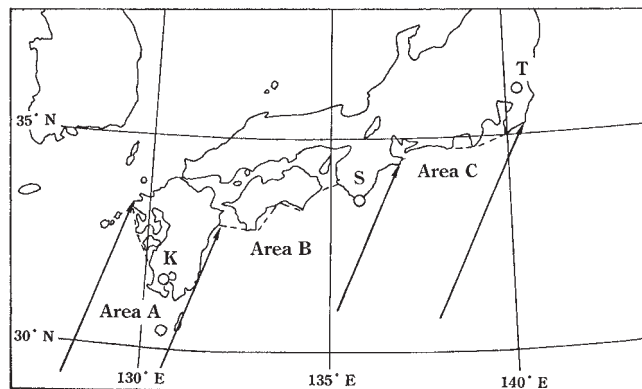 T
35° N
Area C
S
Area B
K
Area A
30° N
130° E
135° E
140° E